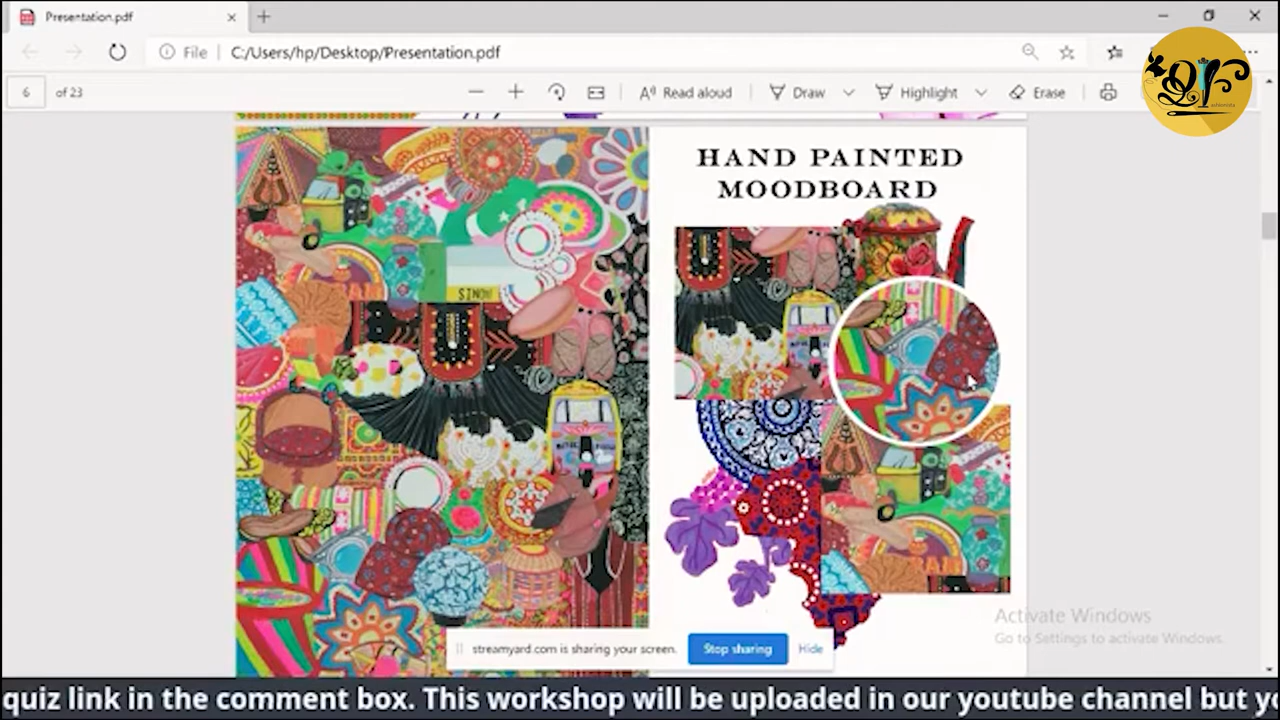 Presentation.pdf
File
C:/Users/hp/Desktop/Presentation.pdf
6 of 23
Read aloud
Draw
Highlight
Erase
HAND PAINTED
MOODBOARD
Activate Windows
Go to Settings to activate Windows.
streamyard.com is sharing your screen.
Stop sharing
Hide
quiz link in the comment box. This workshop will be uploaded in our youtube channel but